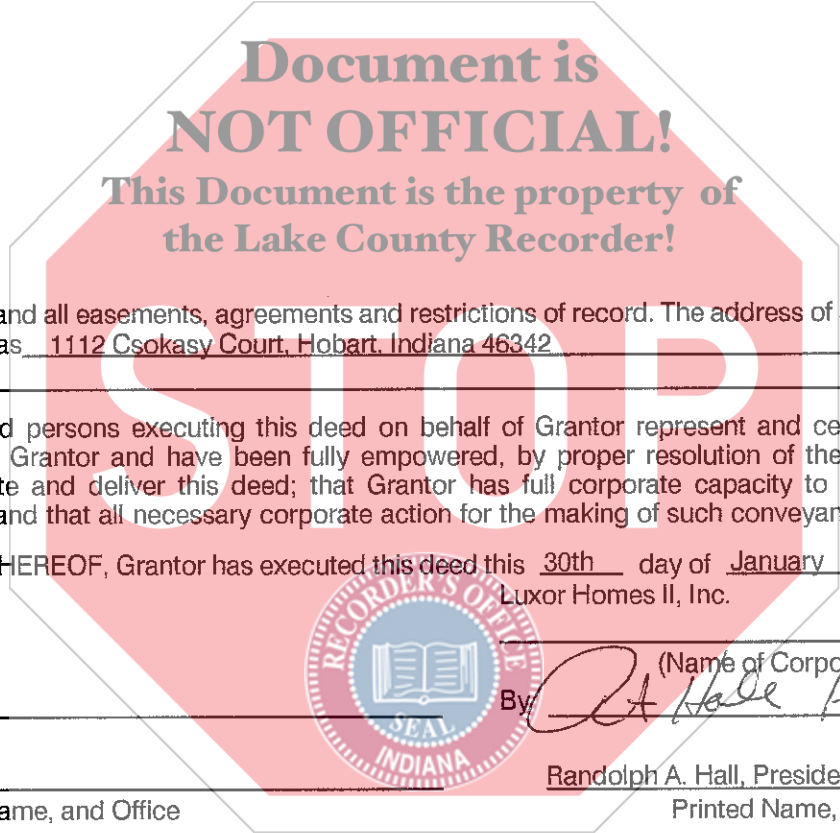 Document is
NOT OFFICIAL!
This Document is the property of
the Lake County Recorder!
STOP
and all easements, agreements and restrictions of record. The address of
as 1112 Csokasy Court, Hobart, Indiana 46342
d persons executing this deed on behalf of Grantor represent and ce
Grantor and have been fully empowered, by proper resolution of the
te and deliver this deed; that Grantor has full corporate capacity to
and that all necessary corporate action for the making of such conveyan
HEREOF, Grantor has executed this deed this 30th day of January
Luxor Homes II, Inc.
RECORDER'S OFFICE
SEAL
INDIANA
(Name of Corpo
By
Hall
Randolph A. Hall, Preside
ame, and Office
Printed Name,